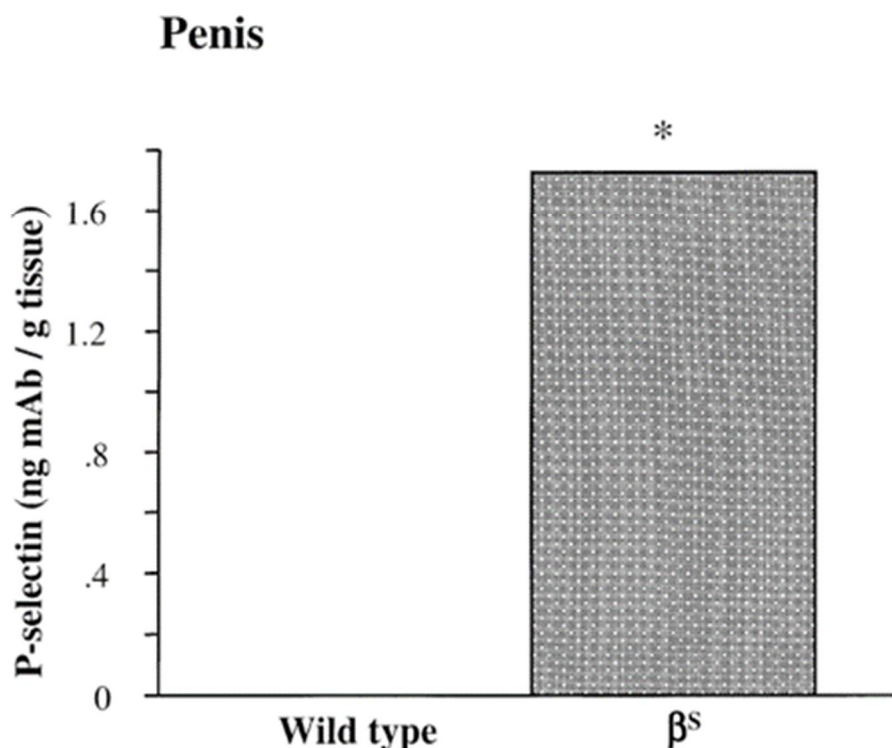 Penis
*
P-selectin (ng mAb / g tissue)
1.6
1.2
.8
.4
0
Wild type
βS